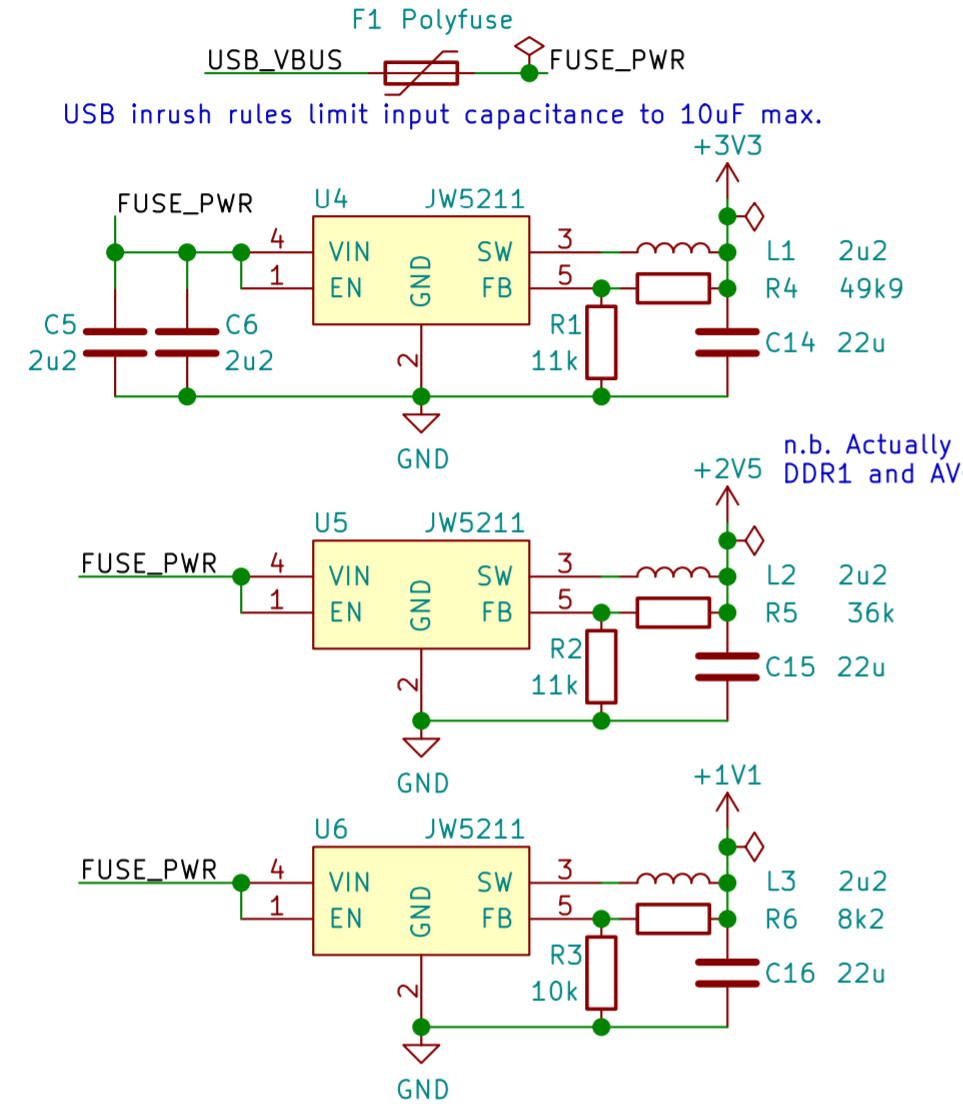 F1 Polyfuse
USB_VBUS
FUSE_PWR
USB inrush rules limit input capacitance to 10uF max.
+3V3
FUSE_PWR
U4 JW5211
4 VIN SW 3
1 EN GND FB 5
L1 2u2
R4 49k9
C5 2u2
C6 2u2
2
R1 11k
C14 22u
GND
n.b. Actually
DDR1 and AV
+2V5
U5 JW5211
FUSE_PWR
4 VIN SW 3
1 EN GND FB 5
L2 2u2
R5 36k
2
R2 11k
C15 22u
GND
+1V1
U6 JW5211
FUSE_PWR
4 VIN SW 3
1 EN GND FB 5
L3 2u2
R6 8k2
2
R3 10k
C16 22u
GND